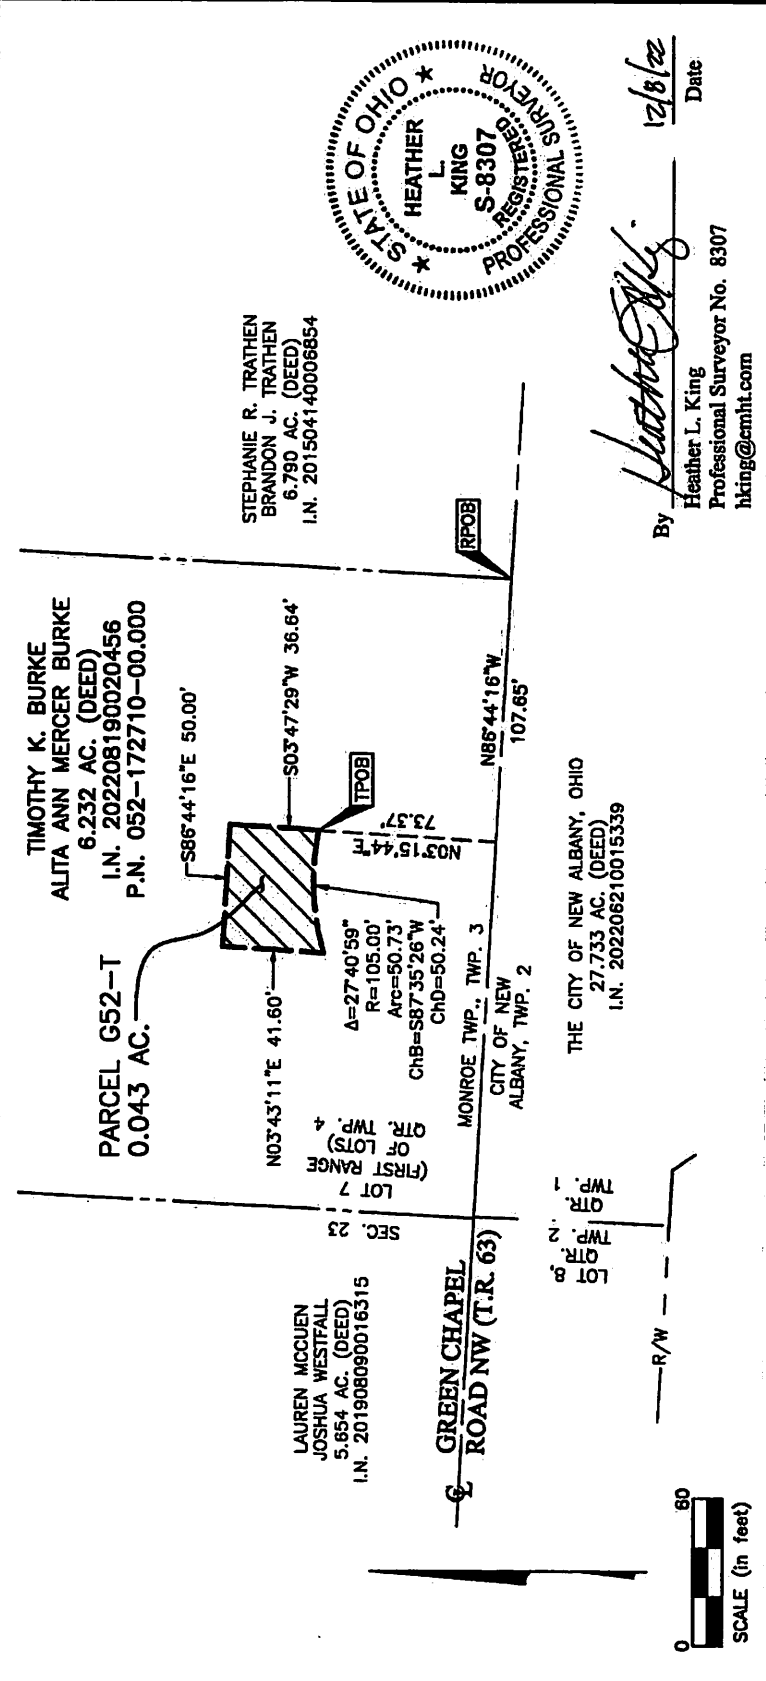 TIMOTHY K. BURKE
ALITA ANN MERCER BURKE
6.232 AC. (DEED)
I.N. 202208190020456
P.N. 052-172710-00.000
PARCEL G52-T
0.043 AC.
S86°44'16"E 50.00'
S03°47'29"W 36.64'
N03°43'11"E 41.60'
Δ=27°40'59"
R=105.00'
Arc=50.73'
ChB=S87°35'26"W
ChD=50.24'
TPOB
N03°15'44"E
73.37'
N86°44'16"W
107.65'
RPOB
STEPHANIE R. TRATHEN
BRANDON J. TRATHEN
6.790 AC. (DEED)
I.N. 201504140006854
LAUREN MCCUEN
JOSHUA WESTFALL
5.654 AC. (DEED)
I.N. 201908090016315
SEC. 23
LOT 7
(FIRST RANGE
OF LOTS)
QTR. TWP. 4
MONROE TWP., TWP. 3
CITY OF NEW
ALBANY, TWP. 2
GREEN CHAPEL
ROAD NW (T.R. 63)
LOT 8,
QTR.
TWP. 2
QTR.
TWP. 1
THE CITY OF NEW ALBANY, OHIO
27.733 AC. (DEED)
I.N. 202206210015339
R/W
0 60
SCALE (in feet)
STATE OF OHIO
HEATHER
L.
KING
S-8307
REGISTERED
PROFESSIONAL SURVEYOR
By Heather L King 12/8/22
Heather L. King Date
Professional Surveyor No. 8307
hking@emht.com